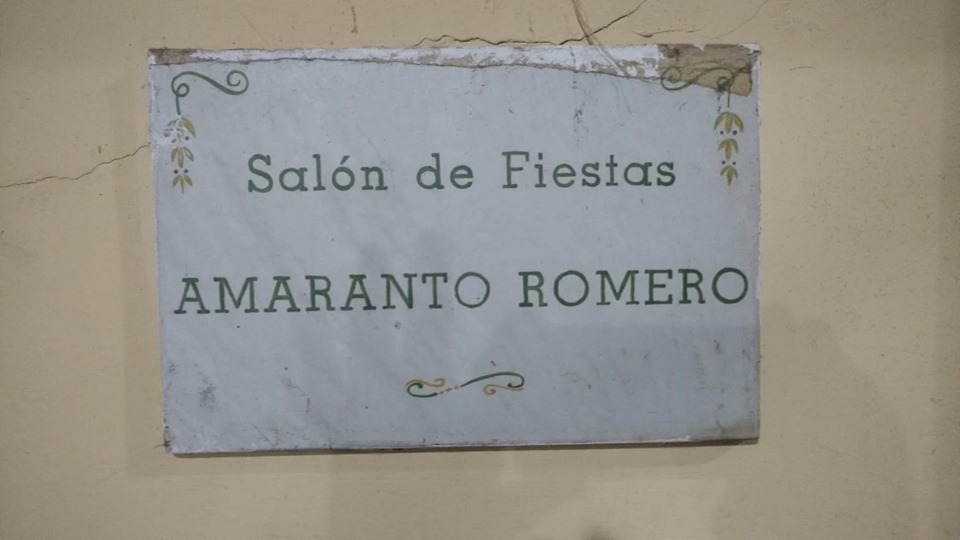 Salón de Fiestas
AMARANTO ROMERO